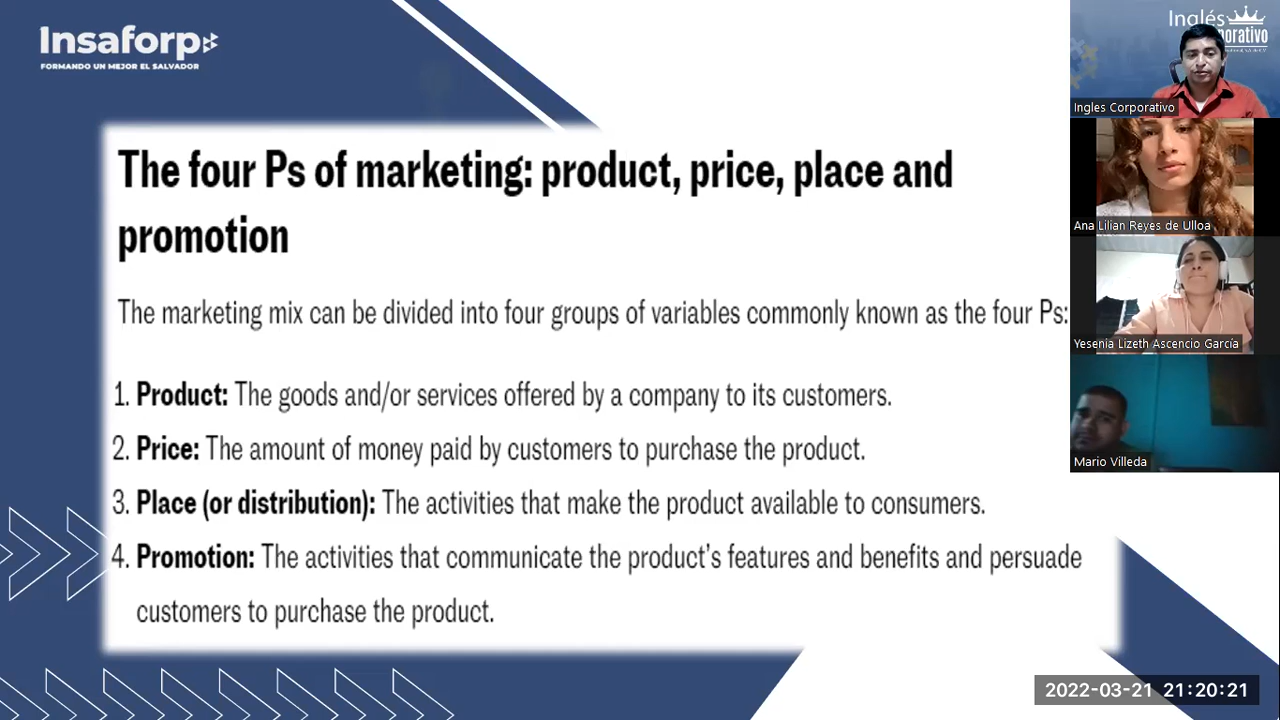 Insaforp
FORMANDO UN MEJOR EL SALVADOR
The four Ps of marketing: product, price, place and
promotion
The marketing mix can be divided into four groups of variables commonly known as the four Ps:
1. Product: The goods and/or services offered by a company to its customers.
2. Price: The amount of money paid by customers to purchase the product.
3. Place (or distribution): The activities that make the product available to consumers.
4. Promotion: The activities that communicate the product's features and benefits and persuade
customers to purchase the product.
Inglés
Ingles Corporativo
Ana Lilian Reyes de Ulloa
Yesenia Lizeth Ascencio García
Mario Villeda
2022-03-21 21:20:21